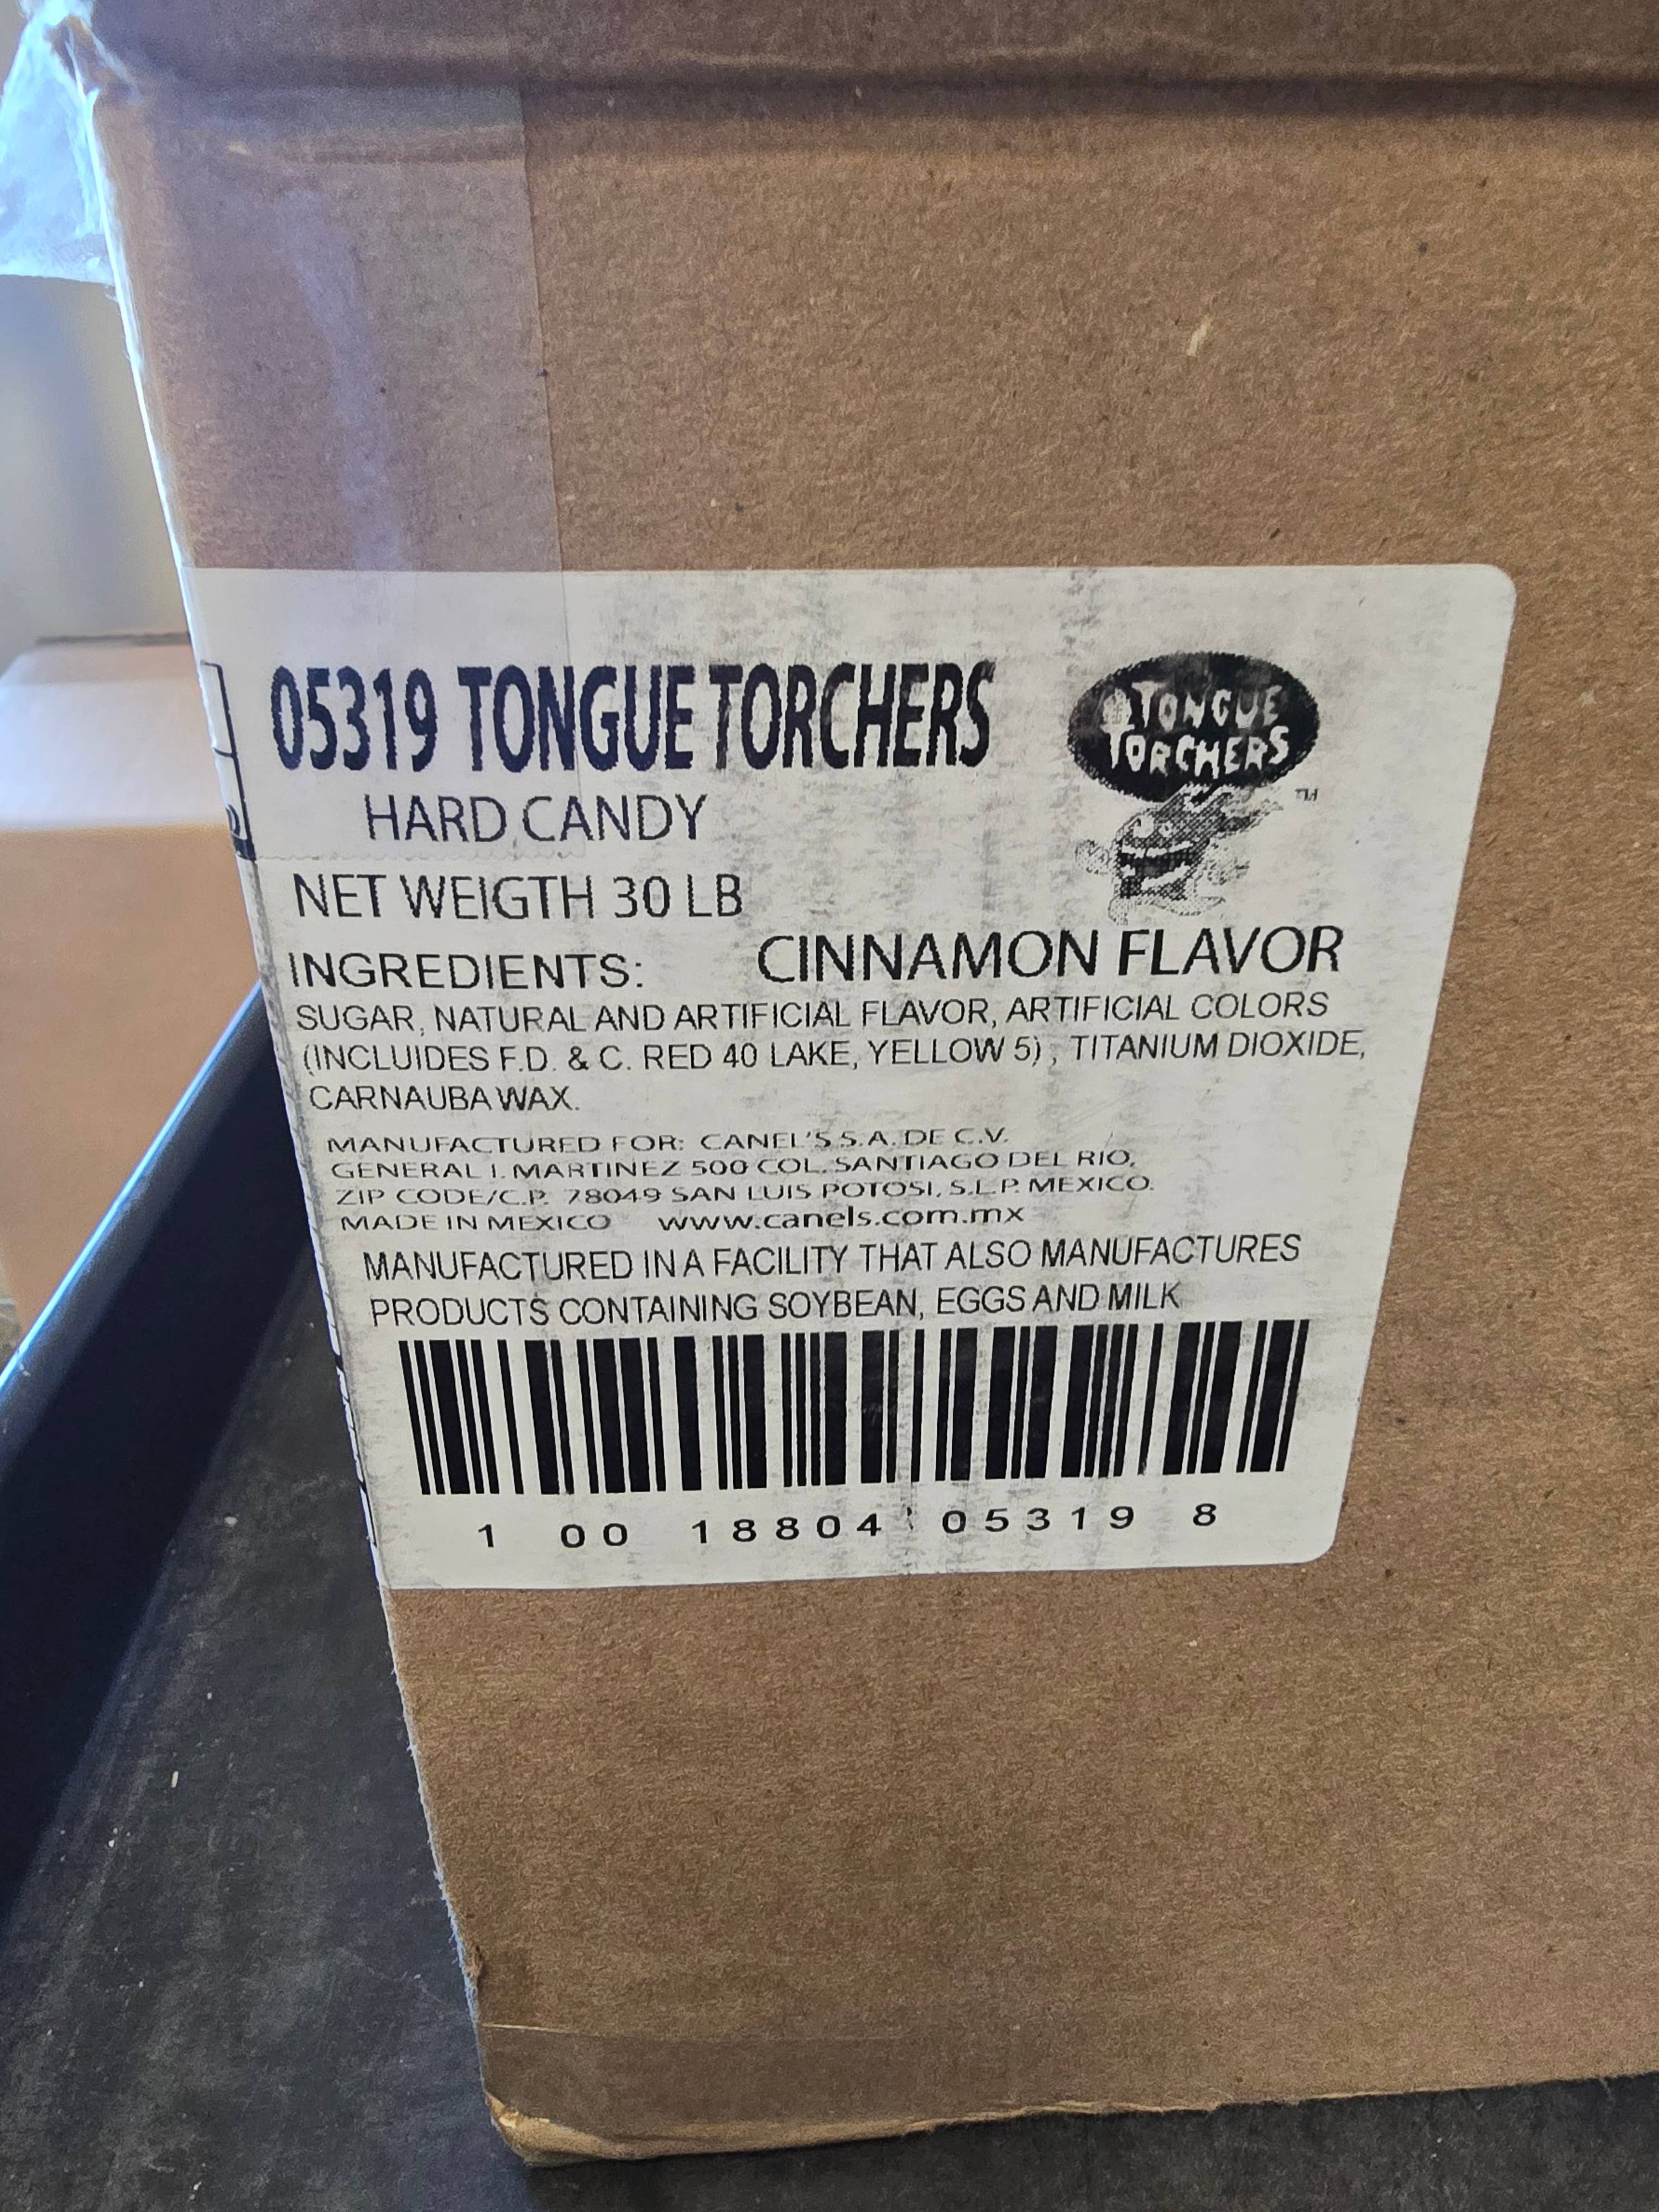 05319 TONGUE TORCHERS
TONGUE
TORCHERS
TM
HARD CANDY
NET WEIGTH 30 LB
CINNAMON FLAVOR
INGREDIENTS:
SUGAR, NATURAL AND ARTIFICIAL FLAVOR, ARTIFICIAL COLORS
(INCLUIDES F.D. & C. RED 40 LAKE, YELLOW 5) , TITANIUM DIOXIDE,
CARNAUBA WAX.
MANUFACTURED FOR: CANEL'S S.A. DE C.V.
GENERAL I. MARTINEZ 500 COL. SANTIAGO DEL RIO,
ZIP CODE/C.P. 78049 SAN LUIS POTOSI, S.L.P. MEXICO.
MADE IN MEXICO www.canels.com.mx
MANUFACTURED IN A FACILITY THAT ALSO MANUFACTURES
PRODUCTS CONTAINING SOYBEAN, EGGS AND MILK
1 00 18804 05319 8